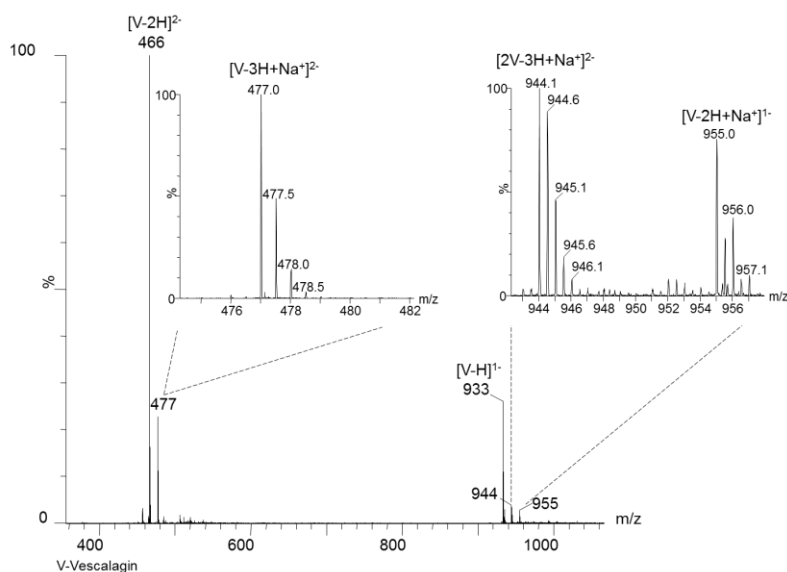 [V-2H]²⁻
466
100
%
0
[V-3H+Na⁺]²⁻
477.0
100
477.5
%
478.0
478.5
0
m/z
476 478 480 482
[2V-3H+Na⁺]²⁻
944.1
100
944.6
[V-2H+Na⁺]¹⁻
955.0
945.1
%
956.0
945.6
946.1
957.1
0
m/z
944 946 948 950 952 954 956
477
[V-H]¹⁻
933
944
955
m/z
400 600 800 1000
V-Vescalagin